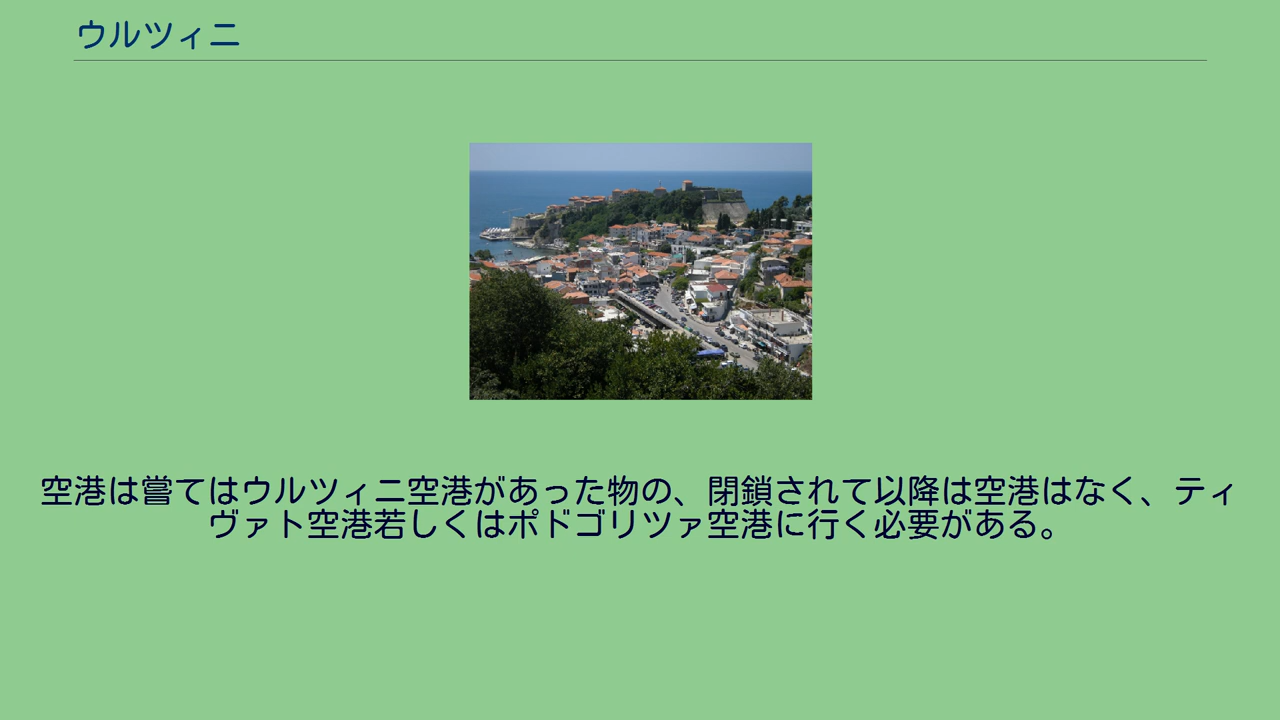 ウルツィニ
空港は嘗てはウルツィニ空港があった物の、閉鎖されて以降は空港はなく、ティ
ヴァト空港若しくはポドゴリツァ空港に行く必要がある。